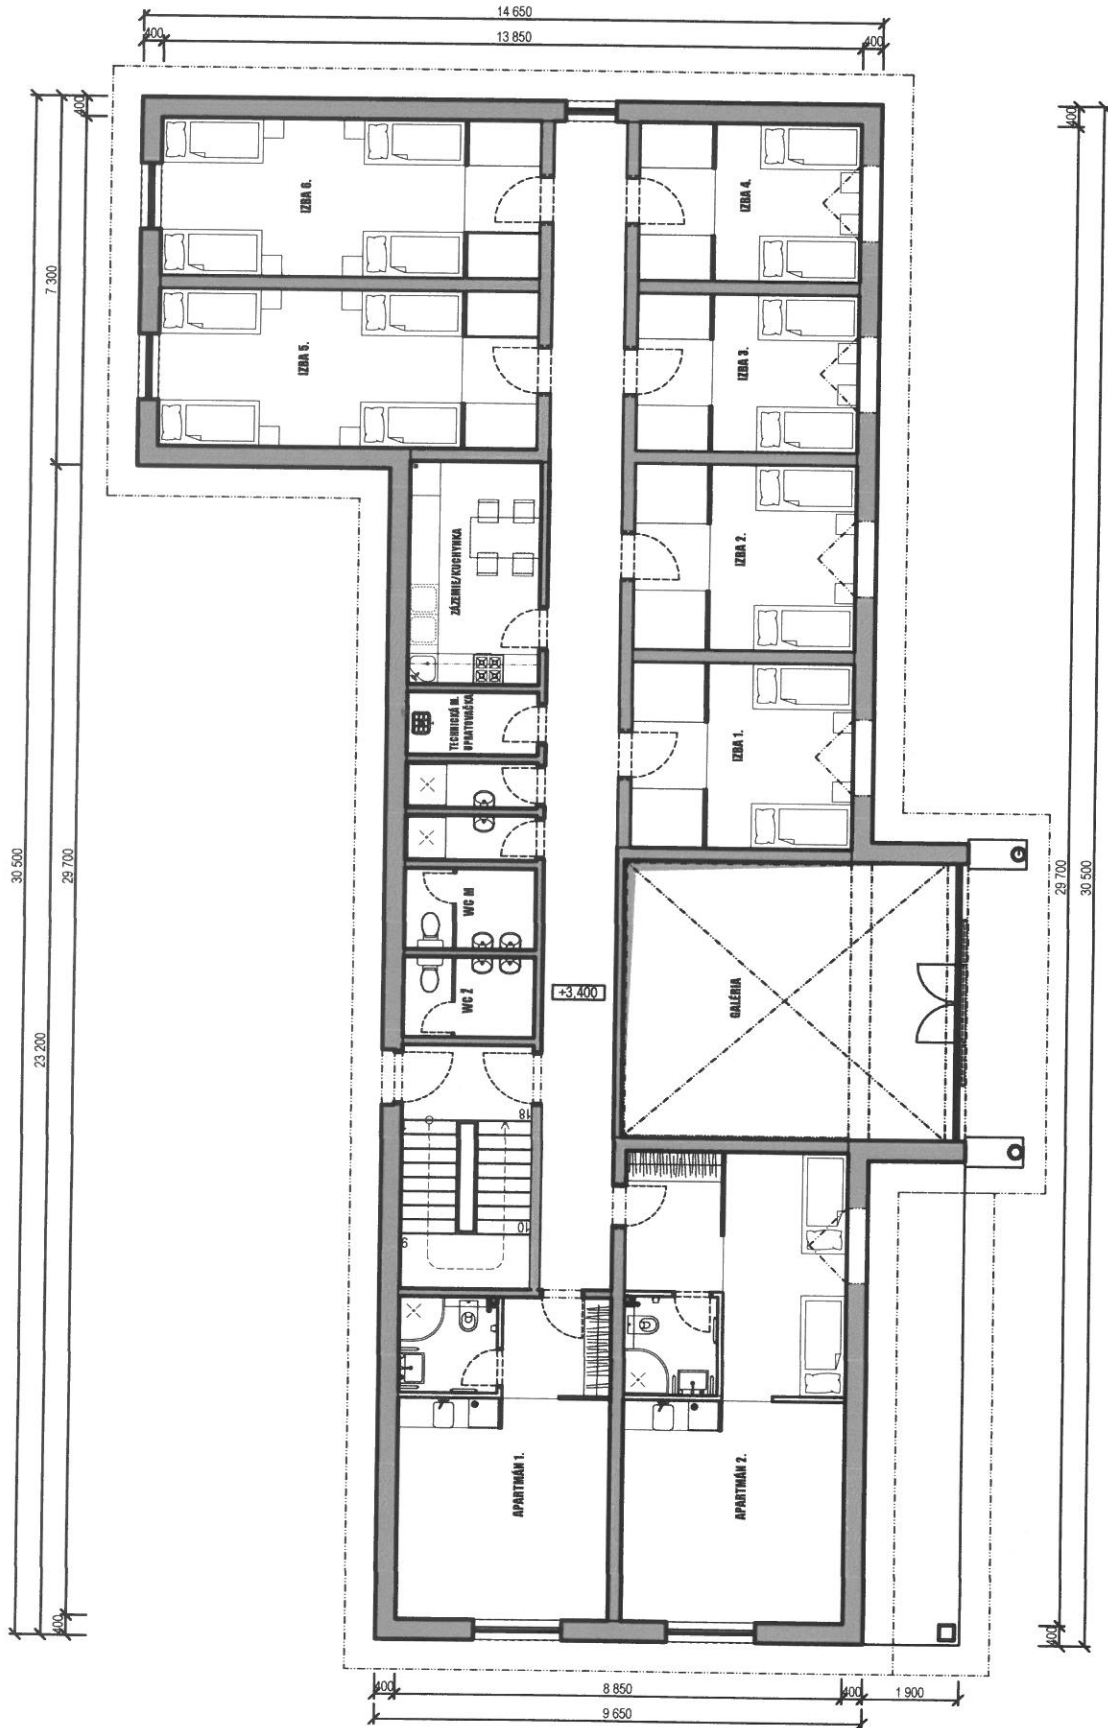 14 650
400
13 850
400
400
400
7 300
30 500
23 200
29 700
29 700
30 500
IZBA 6.
IZBA 4.
IZBA 5.
IZBA 3.
ZÁZEMIE/KUCHYNKA
IZBA 2.
TECHNICKÁ M.
UPRATOVAČKA
IZBA 1.
WC M
WC Ž
+3,400
GALÉRIA
18
10
9
APARTMÁN 1.
APARTMÁN 2.
400
400
400
8 850
400
1 900
9 650